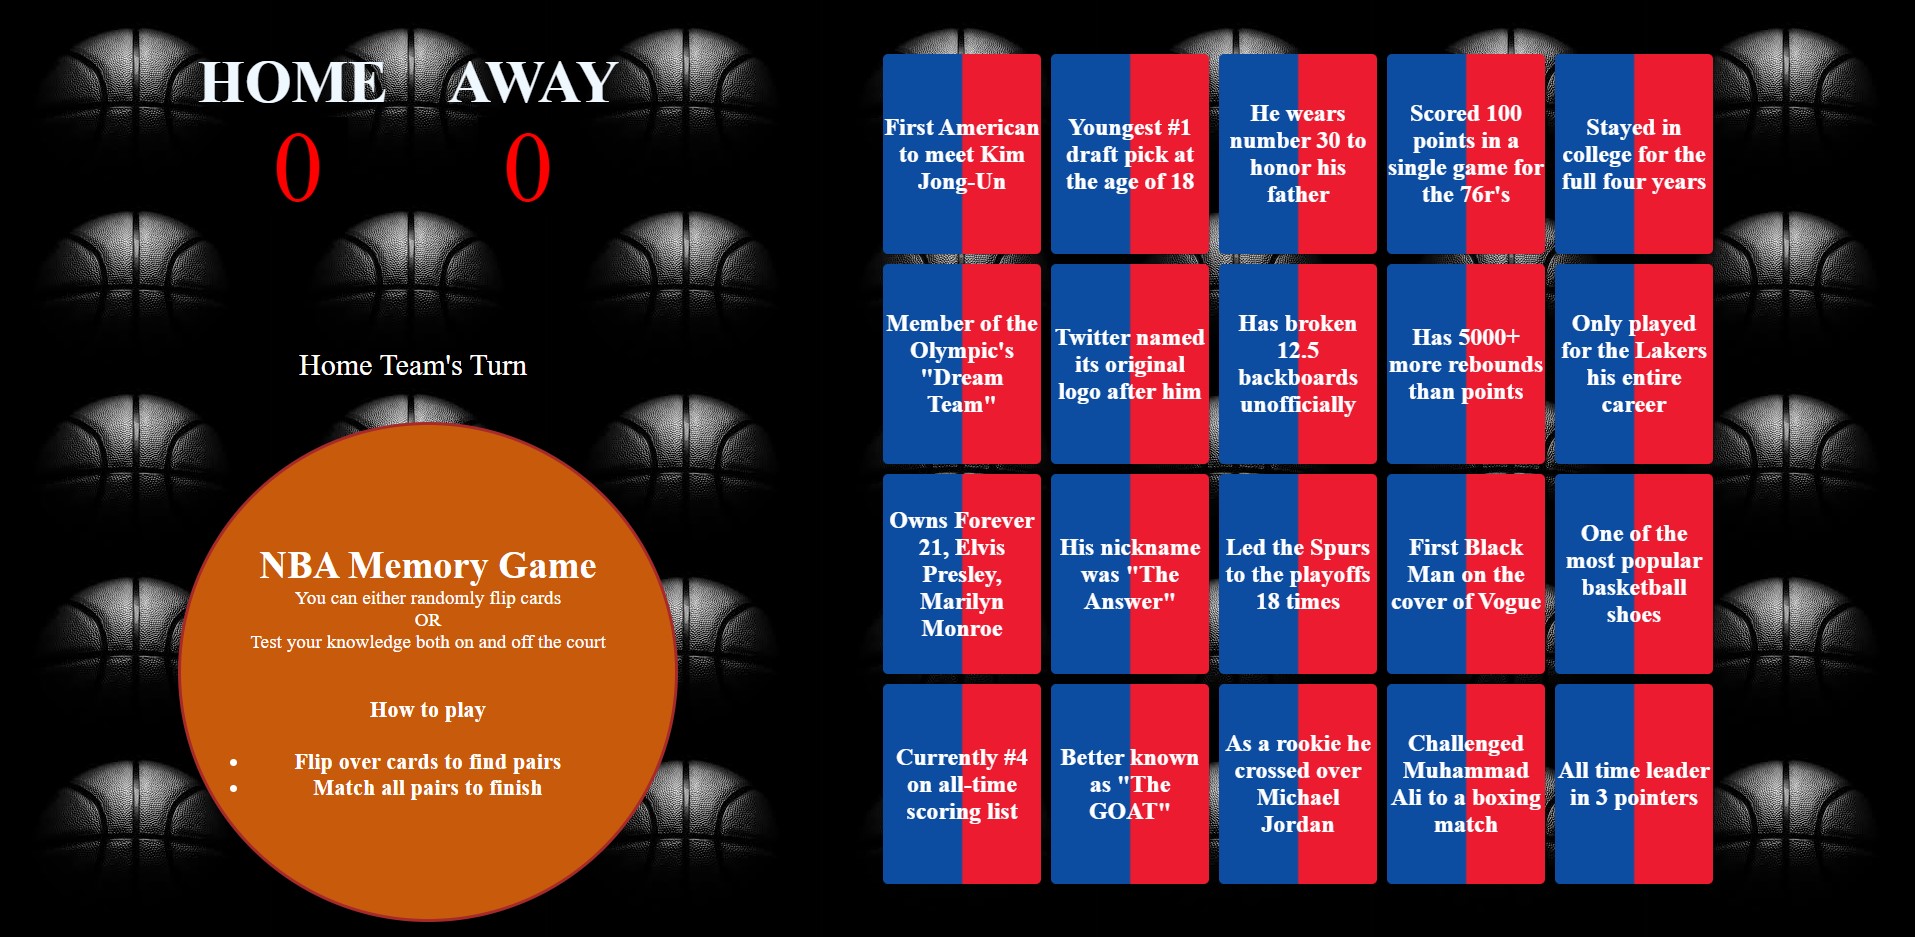 HOME AWAY
0 0
Home Team's Turn
NBA Memory Game
You can either randomly flip cards
OR
Test your knowledge both on and off the court
How to play
Flip over cards to find pairs
Match all pairs to finish
First American
to meet Kim
Jong-Un
Youngest #1
draft pick at
the age of 18
He wears
number 30 to
honor his
father
Scored 100
points in a
single game for
the 76r's
Stayed in
college for the
full four years
Member of the
Olympic's
"Dream
Team"
Twitter named
its original
logo after him
Has broken
12.5
backboards
unofficially
Has 5000+
more rebounds
than points
Only played
for the Lakers
his entire
career
Owns Forever
21, Elvis
Presley,
Marilyn
Monroe
His nickname
was "The
Answer"
Led the Spurs
to the playoffs
18 times
First Black
Man on the
cover of Vogue
One of the
most popular
basketball
shoes
Currently #4
on all-time
scoring list
Better known
as "The
GOAT"
As a rookie he
crossed over
Michael
Jordan
Challenged
Muhammad
Ali to a boxing
match
All time leader
in 3 pointers